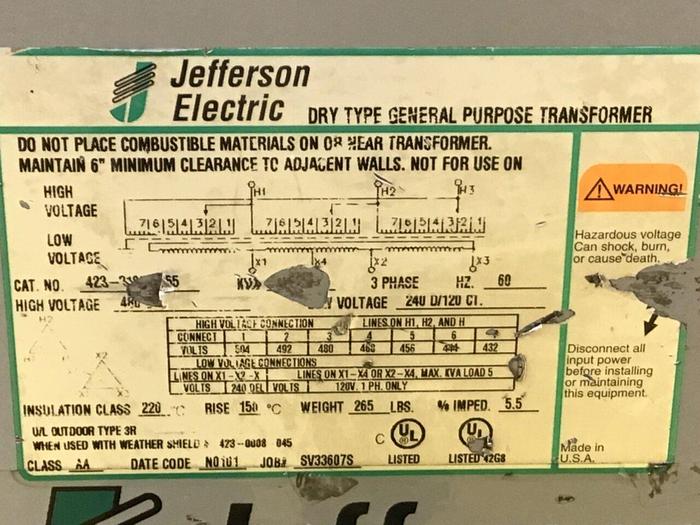 Jefferson
Electric
DRY TYPE GENERAL PURPOSE TRANSFORMER
DO NOT PLACE COMBUSTIBLE MATERIALS ON OR NEAR TRANSFORMER.
MAINTAIN 6" MINIMUM CLEARANCE TO ADJACENT WALLS. NOT FOR USE ON
HIGH VOLTAGE
H1 H2 H3
7 6 5 4 3 2 1 7 6 5 4 3 2 1 7 6 5 4 3 2 1
LOW VOLTAGE
X1 X4 X2 X3
CAT. NO. 423- 55 KVA 3 PHASE HZ. 60
HIGH VOLTAGE 480 VOLTAGE 240 D/120 CT.
H2
X2
HIGH VOLTAGE CONNECTION LINES ON H1, H2, AND H
CONNECT 1 2 3 4 5 6
VOLTS 504 492 480 468 456 444 432
LOW VOLTAGE CONNECTIONS
LINES ON X1-X2-X LINES ON X1-X4 OR X2-X4, MAX. KVA LOAD 5
VOLTS 240 DEL VOLTS 120V. 1 PH. ONLY
INSULATION CLASS 220 °C RISE 150 °C WEIGHT 265 LBS. % IMPED. 5.5
U/L OUTDOOR TYPE 3R
WHEN USED WITH WEATHER SHIELD # 423-0008 045
CLASS AA DATE CODE N0101 JOB# SV33607S
C UL LISTED
UL LISTED 42G8
WARNING!
Hazardous voltage
Can shock, burn,
or cause death.
Disconnect all
input power
before installing
or maintaining
this equipment.
Made in
U.S.A.